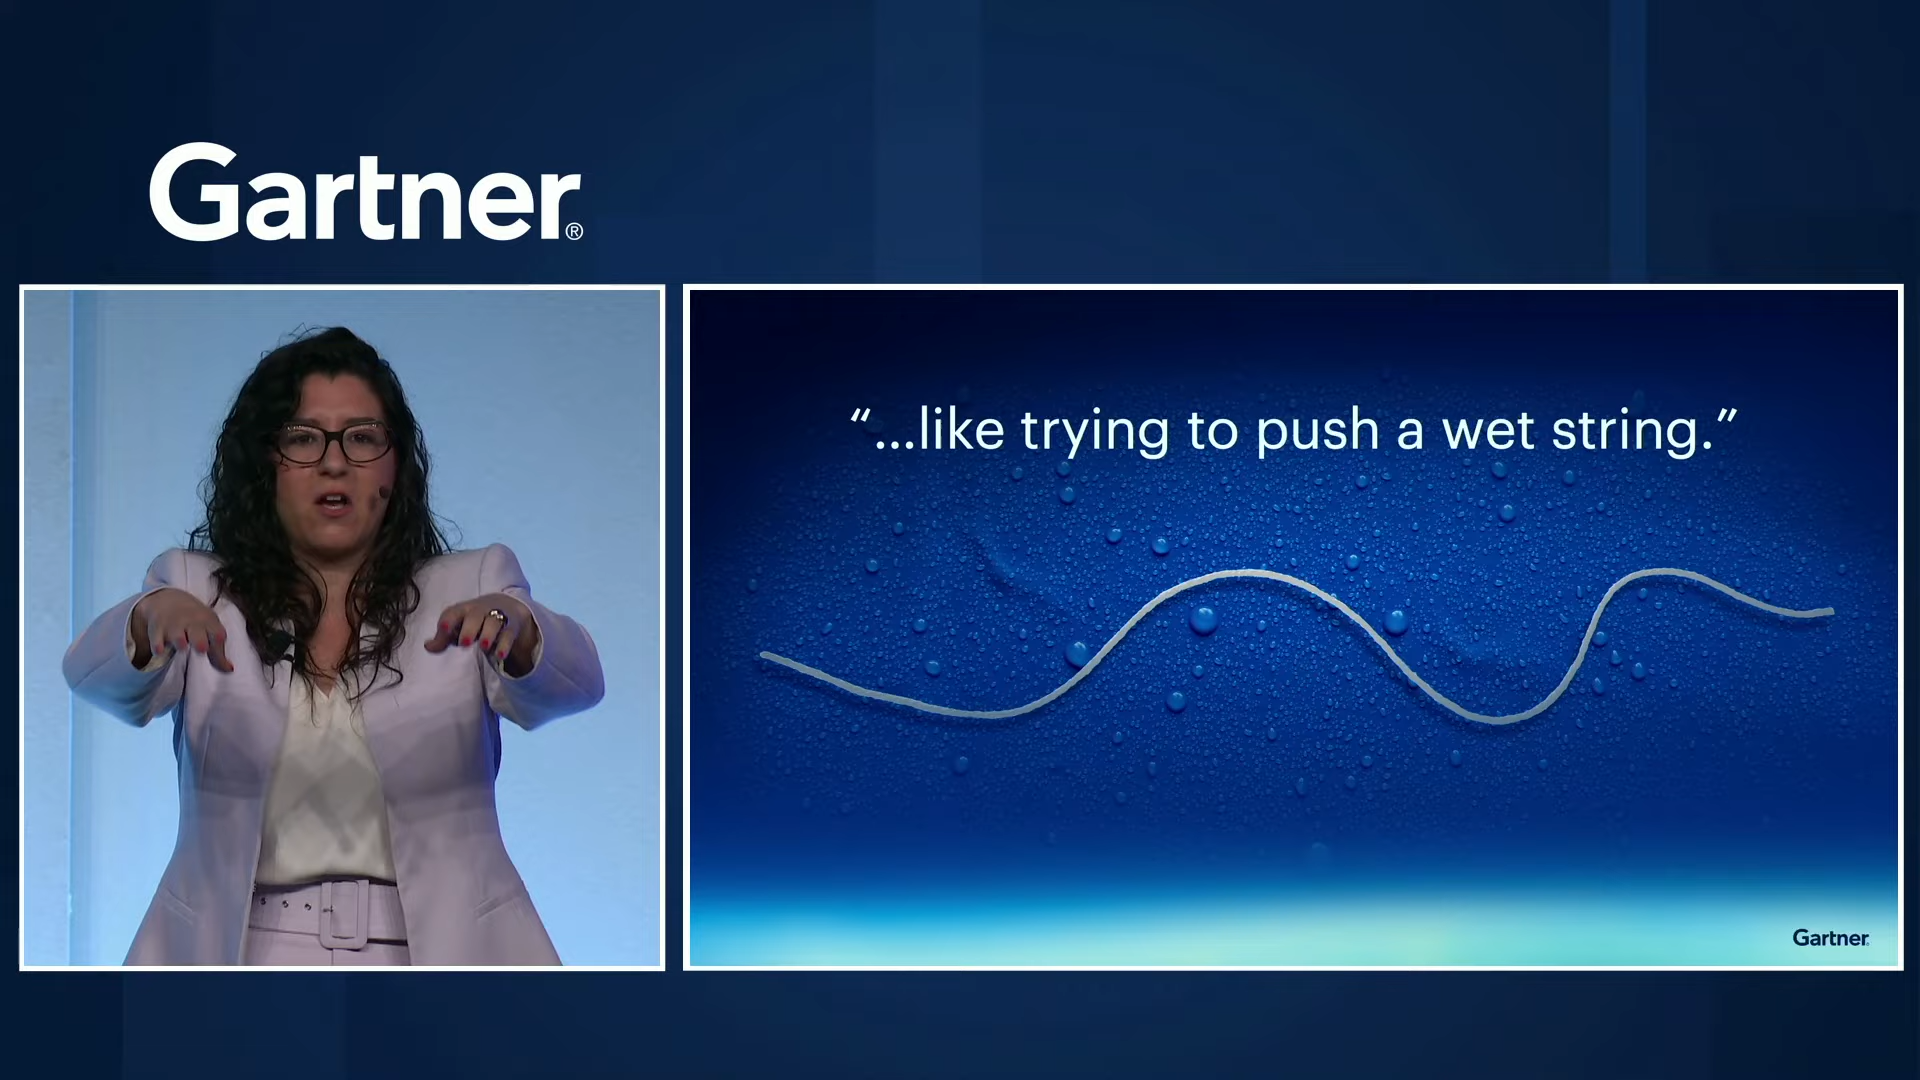 Gartner®
“...like trying to push a wet string.”
Gartner